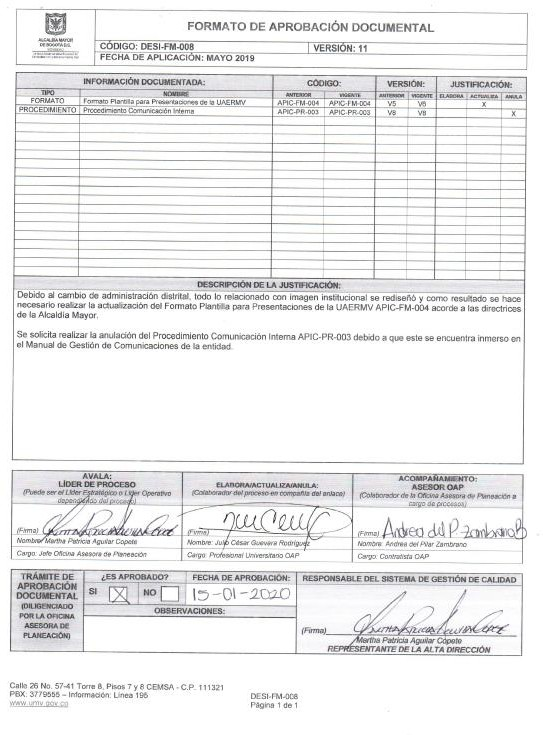 ALCALDÍA MAYOR
DE BOGOTÁ D.C.
FORMATO DE APROBACIÓN DOCUMENTAL
CÓDIGO: DESI-FM-008 VERSIÓN: 11
FECHA DE APLICACIÓN: MAYO 2019
INFORMACIÓN DOCUMENTADA: CÓDIGO: VERSIÓN: JUSTIFICACIÓN:
TIPO NOMBRE ANTERIOR VIGENTE ANTERIOR VIGENTE ELABORA ACTUALIZA ANULA
FORMATO Formato Plantilla para Presentaciones de la UAERMV APIC-FM-004 APIC-FM-004 V5 V6 X
PROCEDIMIENTO Procedimiento Comunicación Interna APIC-PR-003 APIC-PR-003 V8 V8 X
DESCRIPCIÓN DE LA JUSTIFICACIÓN:
Debido al cambio de administración distrital, todo lo relacionado con imagen institucional se rediseñó y como resultado se hace
necesario realizar la actualización del Formato Plantilla para Presentaciones de la UAERMV APIC-FM-004 acorde a las directrices
de la Alcaldía Mayor.
Se solicita realizar la anulación del Procedimiento Comunicación Interna APIC-PR-003 debido a que este se encuentra inmerso en
el Manual de Gestión de Comunicaciones de la entidad.
AVALA:
LÍDER DE PROCESO
(Puede ser el Líder Estratégico o Líder Operativo
dependiendo del proceso)
(Firma)
Nombre: Martha Patricia Aguilar Copete
Cargo: Jefe Oficina Asesora de Planeación
ELABORA/ACTUALIZA/ANULA:
(Colaborador del proceso en compañía del enlace)
(Firma)
Nombre: Julio César Guevara Rodríguez
Cargo: Profesional Universitario OAP
ACOMPAÑAMIENTO:
ASESOR OAP
(Colaborador de la Oficina Asesora de Planeación a
cargo de procesos)
(Firma) Andrea del P. Zambrano B
Nombre: Andrea del Pilar Zambrano
Cargo: Contratista OAP
TRÁMITE DE
APROBACIÓN
DOCUMENTAL
(DILIGENCIADO
POR LA OFICINA
ASESORA DE
PLANEACIÓN)
¿ES APROBADO? FECHA DE APROBACIÓN:
SI X NO 15-01-2020
OBSERVACIONES:
RESPONSABLE DEL SISTEMA DE GESTIÓN DE CALIDAD
(Firma)
Martha Patricia Aguilar Copete
REPRESENTANTE DE LA ALTA DIRECCIÓN
Calle 26 No. 57-41 Torre 8, Pisos 7 y 8 CEMSA - C.P. 111321
PBX: 3779555 – Información: Línea 195
www.umv.gov.co
DESI-FM-008
Página 1 de 1